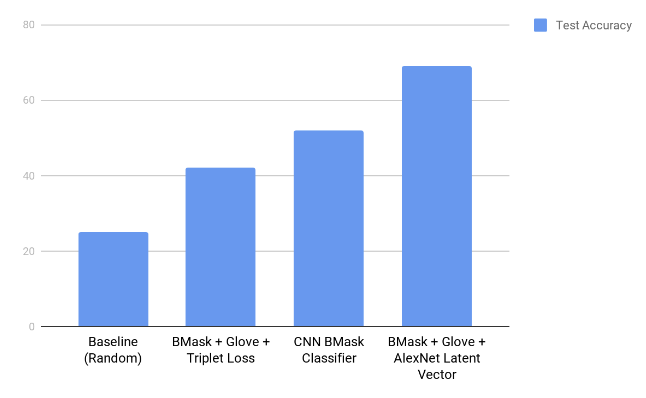 80
60
40
20
0
Test Accuracy
Baseline
(Random)
BMask + Glove +
Triplet Loss
CNN BMask
Classifier
BMask + Glove +
AlexNet Latent
Vector